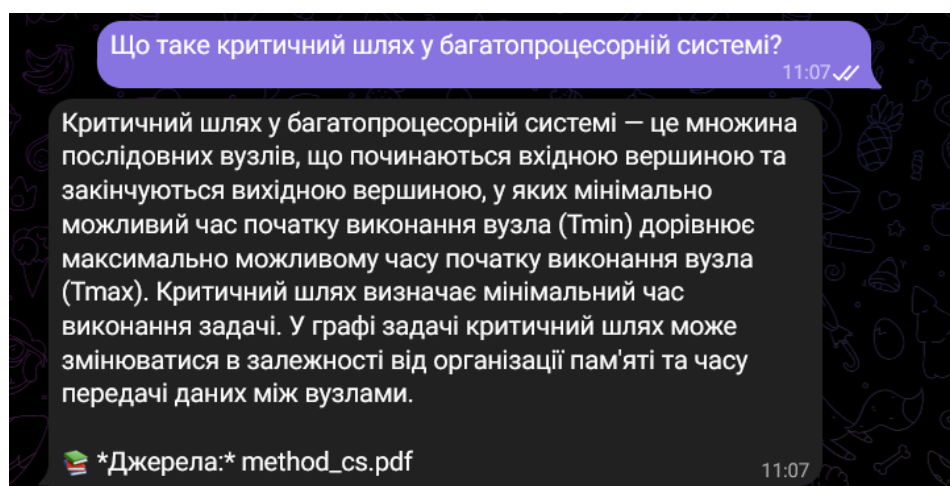 Що таке критичний шлях у багатопроцесорній системі?
11:07
Критичний шлях у багатопроцесорній системі — це множина
послідовних вузлів, що починаються вхідною вершиною та
закінчуються вихідною вершиною, у яких мінімально
можливий час початку виконання вузла (Tmin) дорівнює
максимально можливому часу початку виконання вузла
(Tmax). Критичний шлях визначає мінімальний час
виконання задачі. У графі задачі критичний шлях може
змінюватися в залежності від організації пам'яті та часу
передачі даних між вузлами.
📚 *Джерела:* method_cs.pdf
11:07